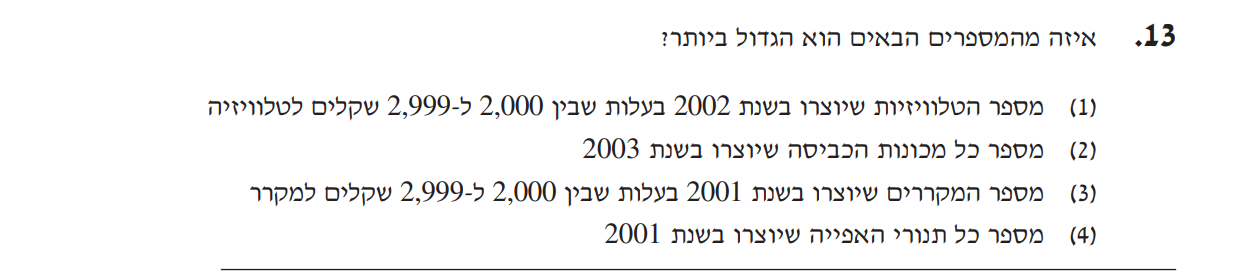 13. איזה מהמספרים הבאים הוא הגדול ביותר?
(1) מספר הטלוויזיות שיוצרו בשנת 2002 בעלות שבין 2,000 ל-2,999 שקלים לטלוויזיה
(2) מספר כל מכונות הכביסה שיוצרו בשנת 2003
(3) מספר המקררים שיוצרו בשנת 2001 בעלות שבין 2,000 ל-2,999 שקלים למקרר
(4) מספר כל תנורי האפייה שיוצרו בשנת 2001